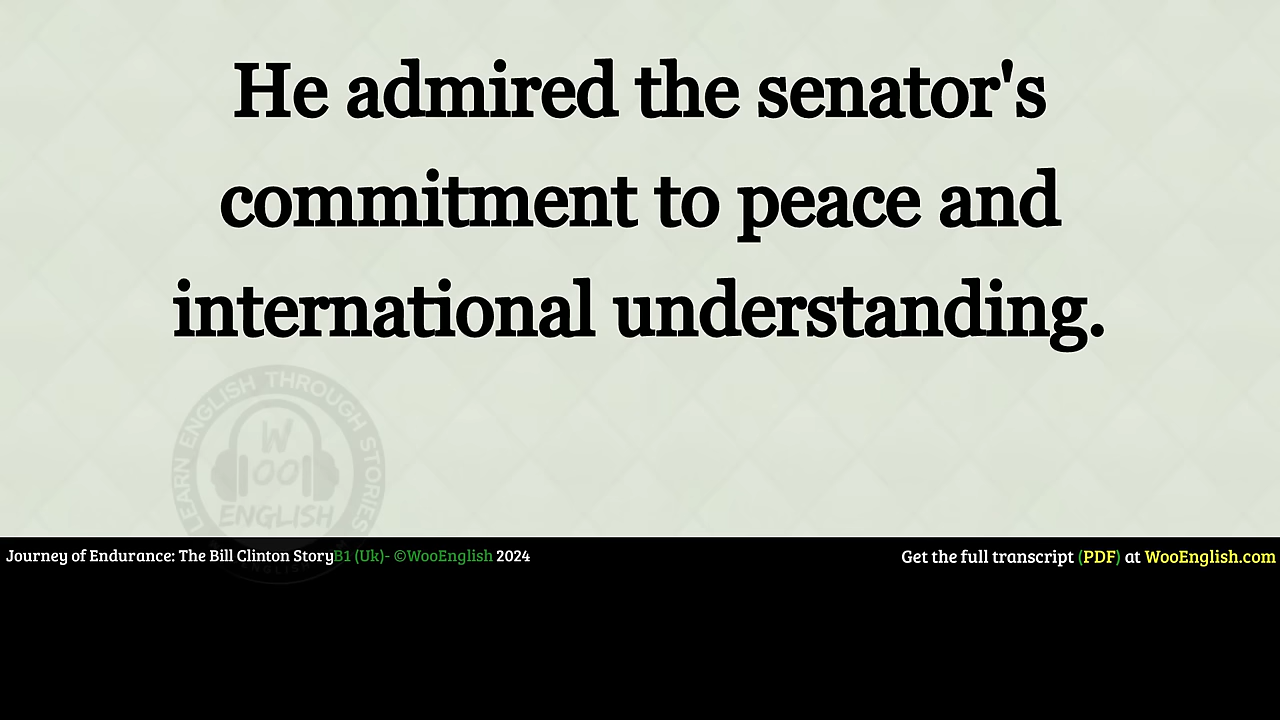 He admired the senator's
commitment to peace and
international understanding.
LEARN ENGLISH THROUGH STORIES
W
OO
ENGLISH
Journey of Endurance: The Bill Clinton StoryB1 (Uk)- ©WooEnglish 2024
Get the full transcript (PDF) at WooEnglish.com